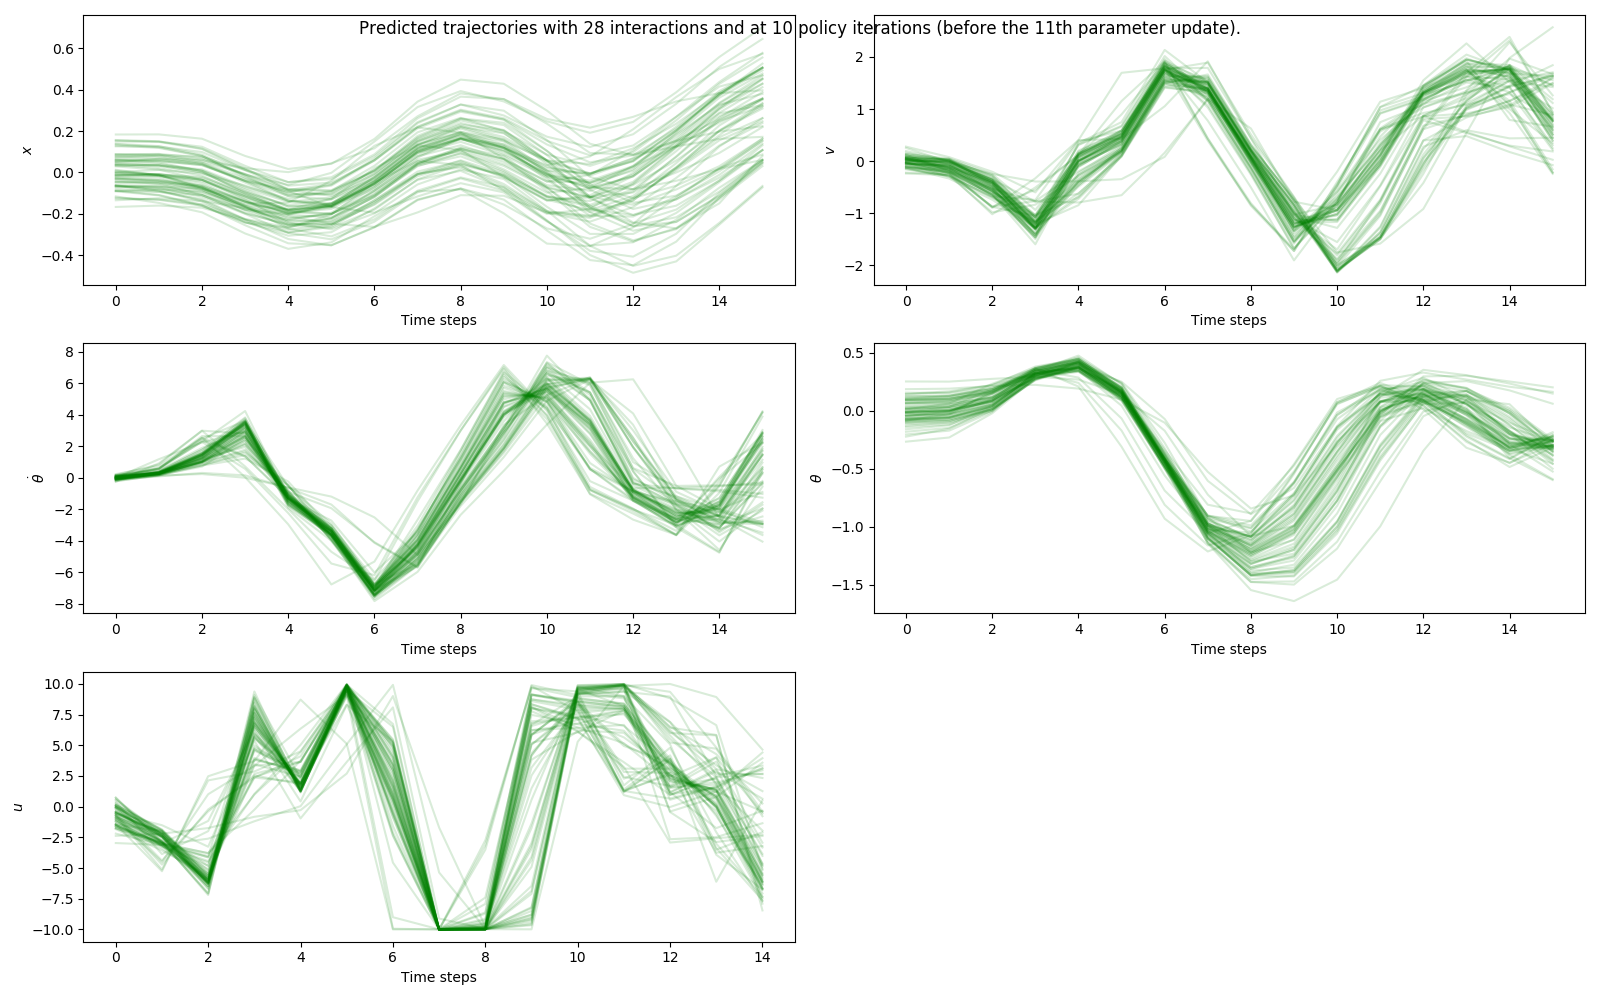 Predicted trajectories with 28 interactions and at 10 policy iterations (before the 11th parameter update).
0.6
0.4
0.2
0.0
−0.2
−0.4
x
0 2 4 6 8 10 12 14
Time steps
2
1
0
−1
−2
v
0 2 4 6 8 10 12 14
Time steps
8
6
4
2
0
−2
−4
−6
−8
θ̇
0 2 4 6 8 10 12 14
Time steps
0.5
0.0
−0.5
−1.0
−1.5
θ
0 2 4 6 8 10 12 14
Time steps
10.0
7.5
5.0
2.5
0.0
−2.5
−5.0
−7.5
−10.0
u
0 2 4 6 8 10 12 14
Time steps